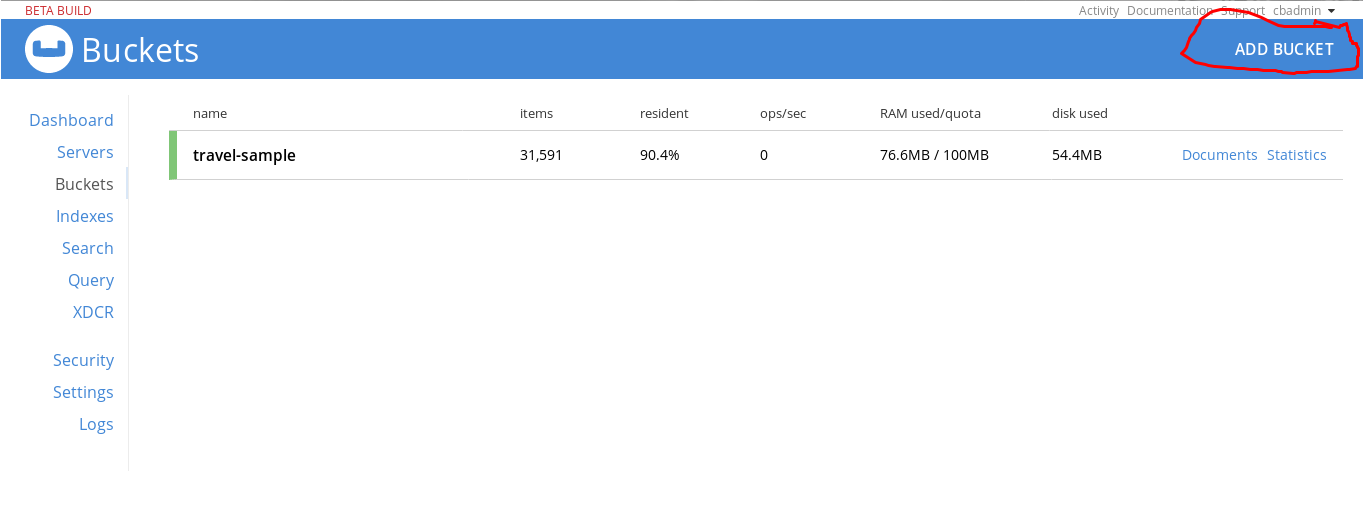 BETA BUILD
Activity Documentation Support cbadmin
Buckets
ADD BUCKET
name items resident ops/sec RAM used/quota disk used
travel-sample 31,591 90.4% 0 76.6MB / 100MB 54.4MB Documents Statistics
Dashboard
Servers
Buckets
Indexes
Search
Query
XDCR
Security
Settings
Logs